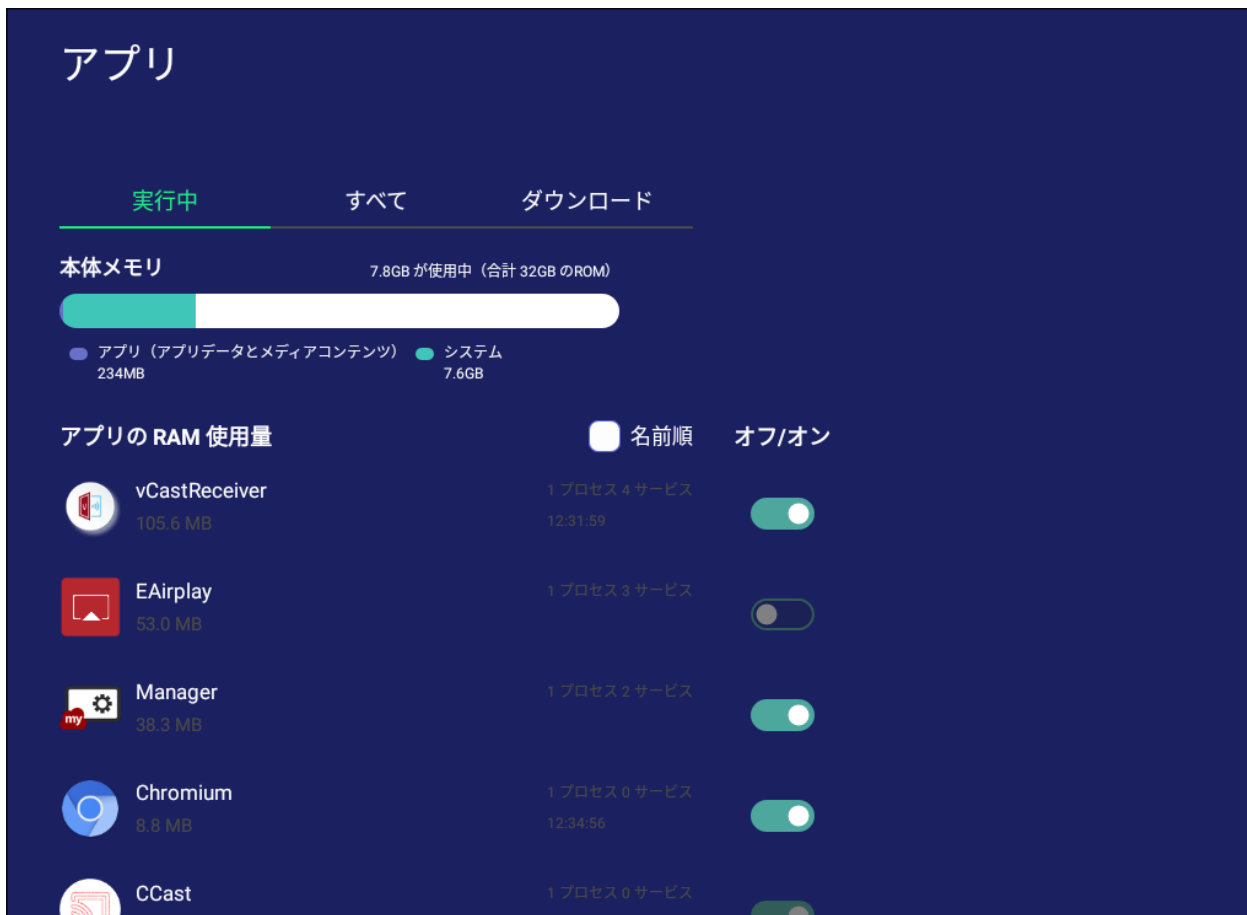 アプリ
実行中 すべて ダウンロード
本体メモリ 7.8GB が使用中（合計 32GB のROM）
アプリ（アプリデータとメディアコンテンツ） システム
234MB 7.6GB
アプリの RAM 使用量 名前順 オフ/オン
vCastReceiver 1 プロセス 4 サービス
105.6 MB 12:31:59
EAirplay 1 プロセス 3 サービス
53.0 MB
Manager 1 プロセス 2 サービス
my 38.3 MB
Chromium 1 プロセス 0 サービス
8.8 MB 12:34:56
CCast 1 プロセス 0 サービス